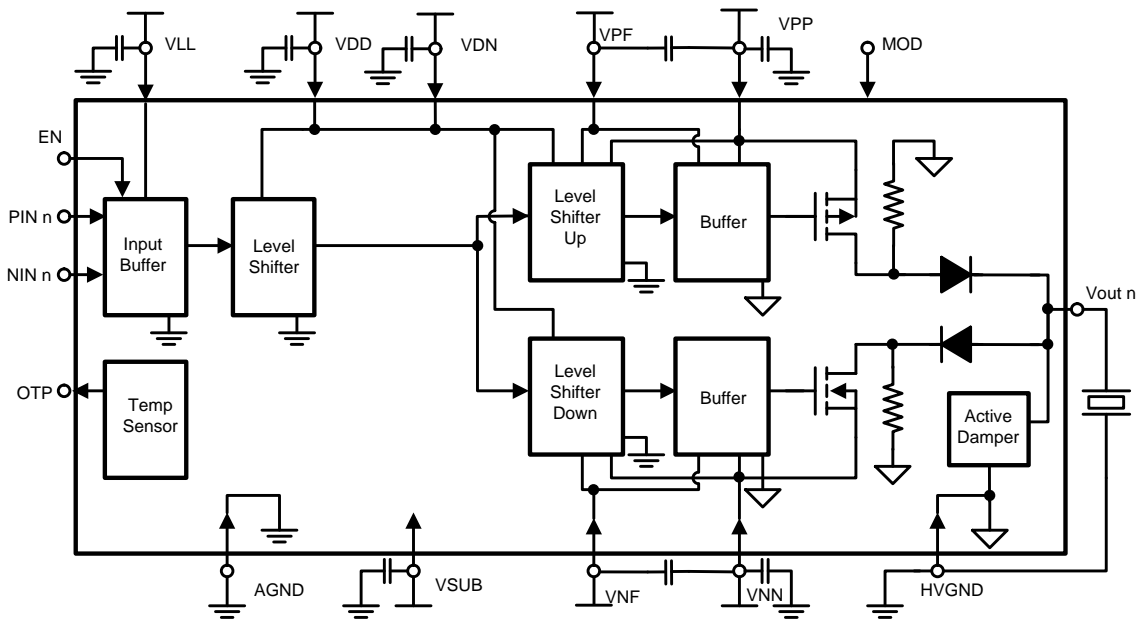 VLL
VDD
VDN
VPF
VPP
MOD
EN
PIN n
NIN n
OTP
Input
Buffer
Level
Shifter
Level
Shifter
Up
Buffer
Vout n
Temp
Sensor
Level
Shifter
Down
Buffer
Active
Damper
AGND
VSUB
VNF
VNN
HVGND